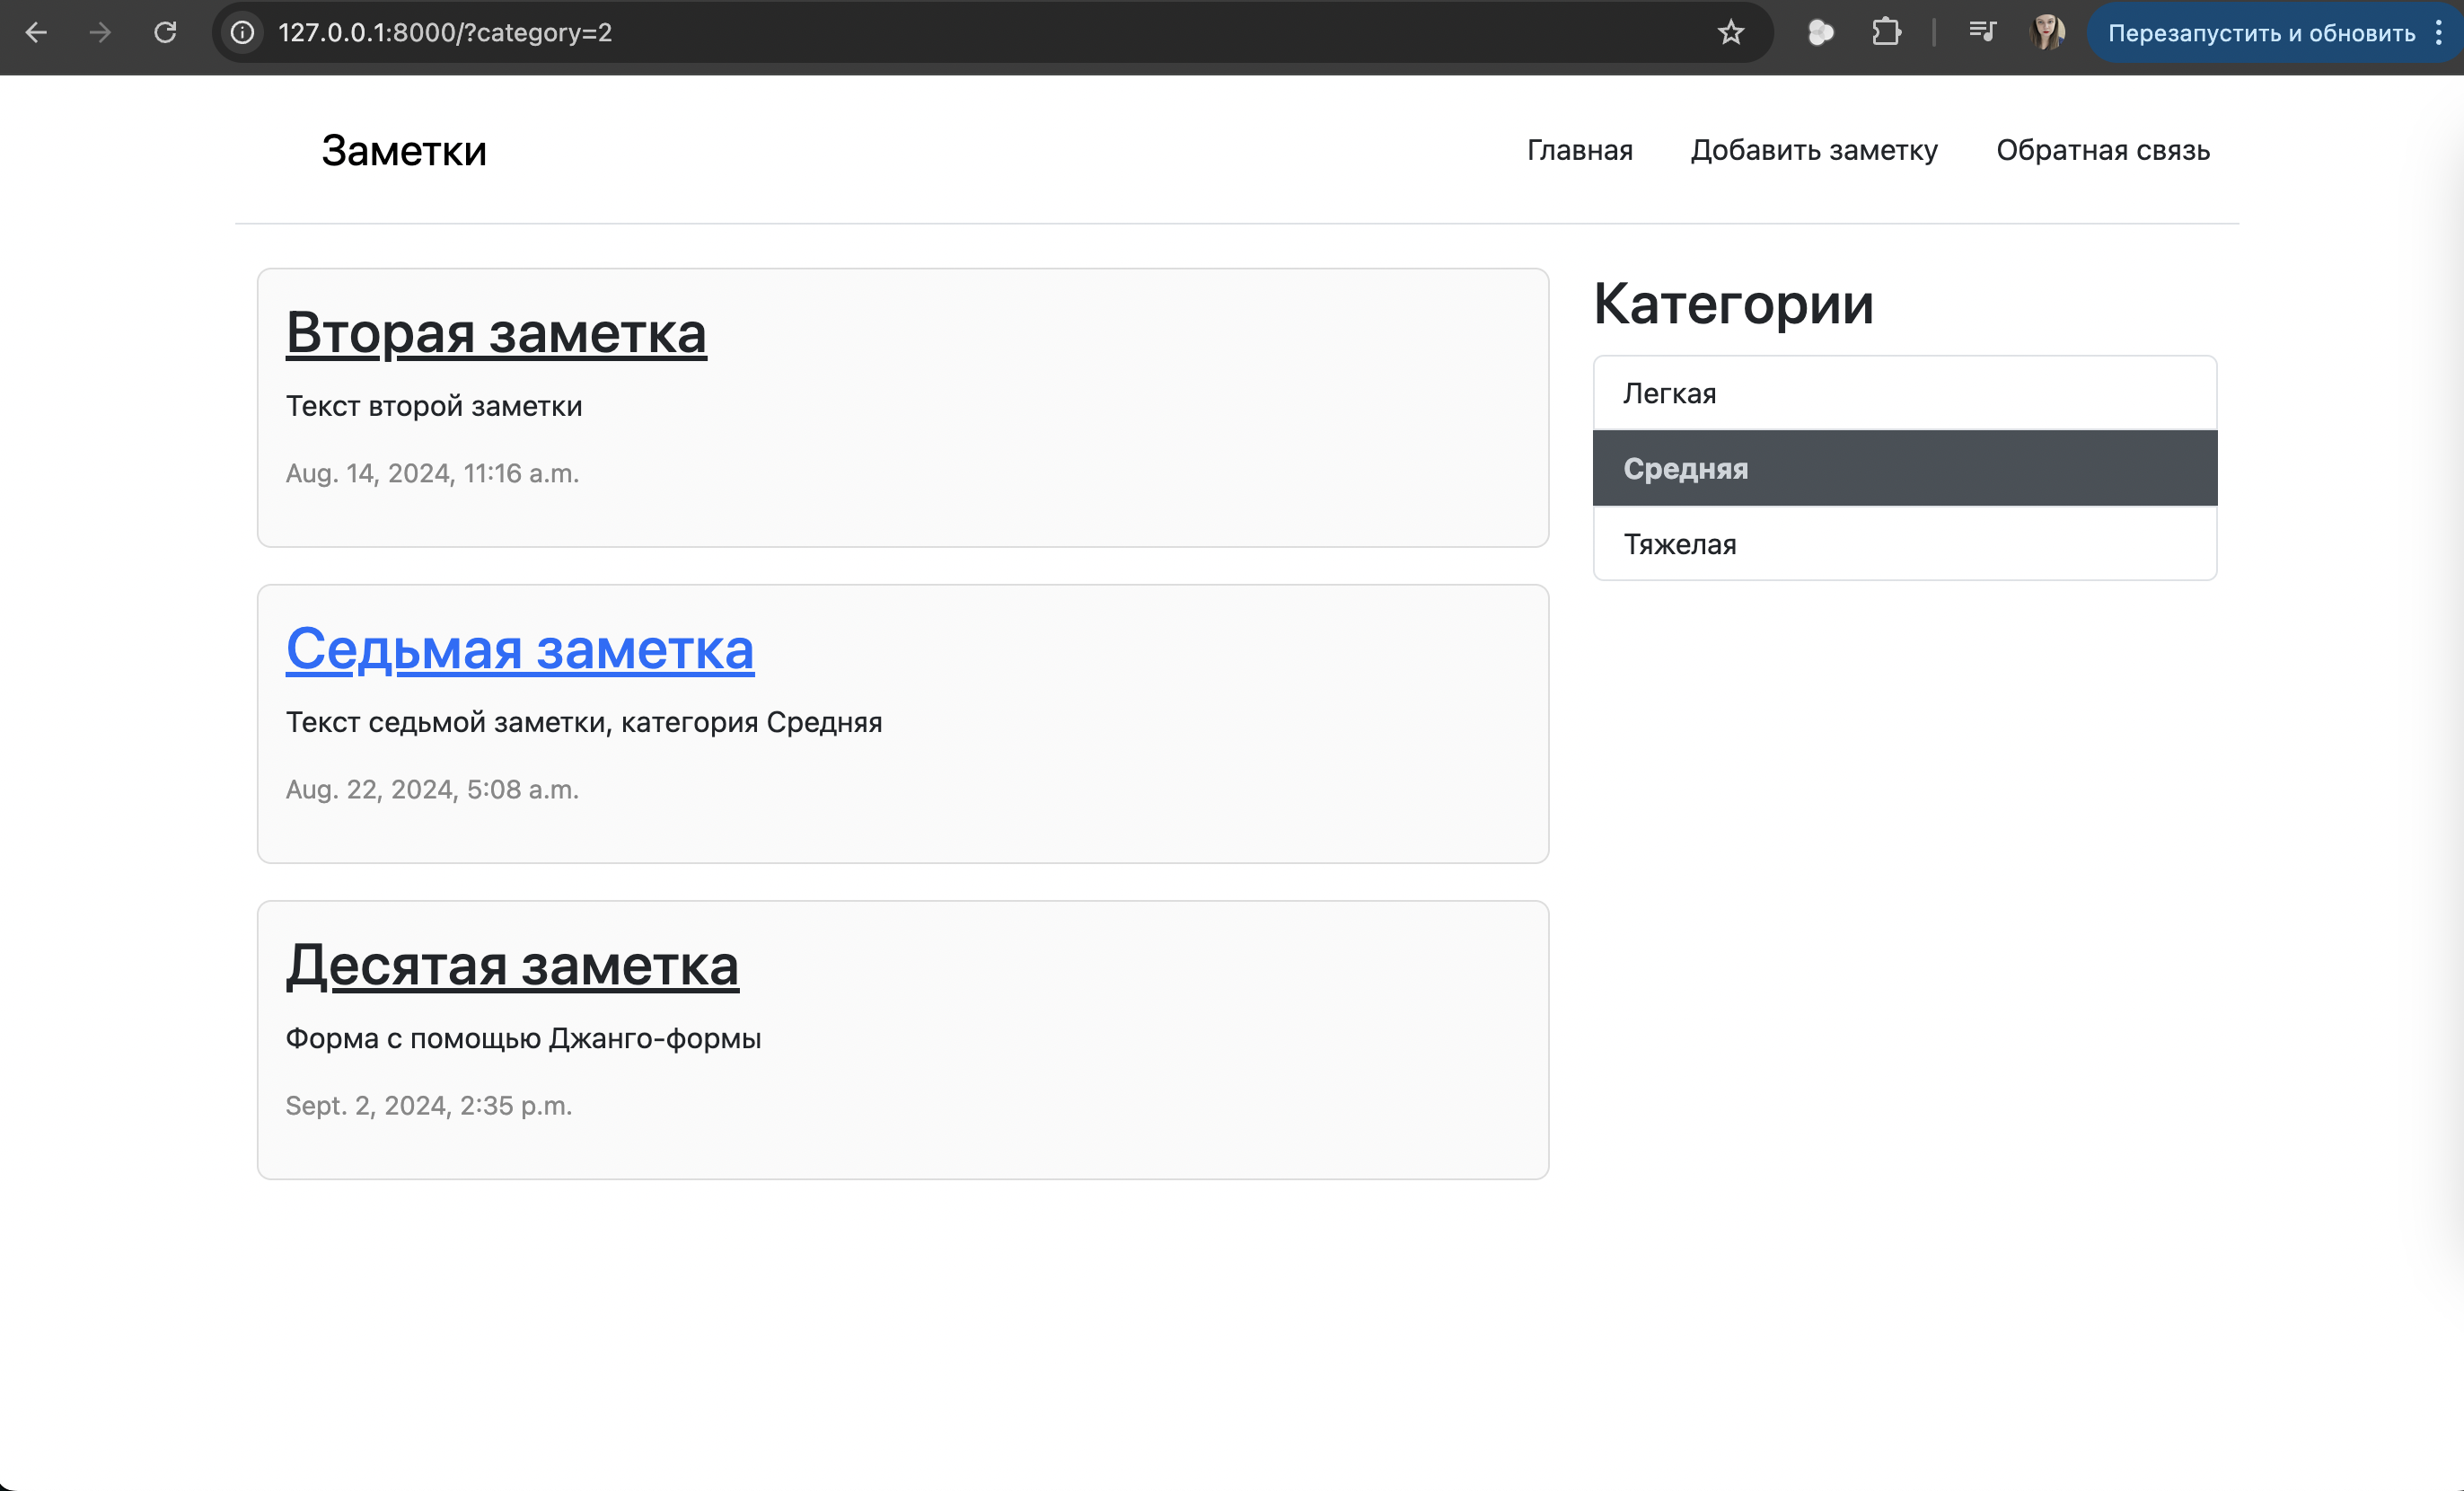 127.0.0.1:8000/?category=2
Перезапустить и обновить
Заметки
Главная
Добавить заметку
Обратная связь
Вторая заметка
Текст второй заметки
Aug. 14, 2024, 11:16 a.m.
Седьмая заметка
Текст седьмой заметки, категория Средняя
Aug. 22, 2024, 5:08 a.m.
Десятая заметка
Форма с помощью Джанго-формы
Sept. 2, 2024, 2:35 p.m.
Категории
Легкая
Средняя
Тяжелая